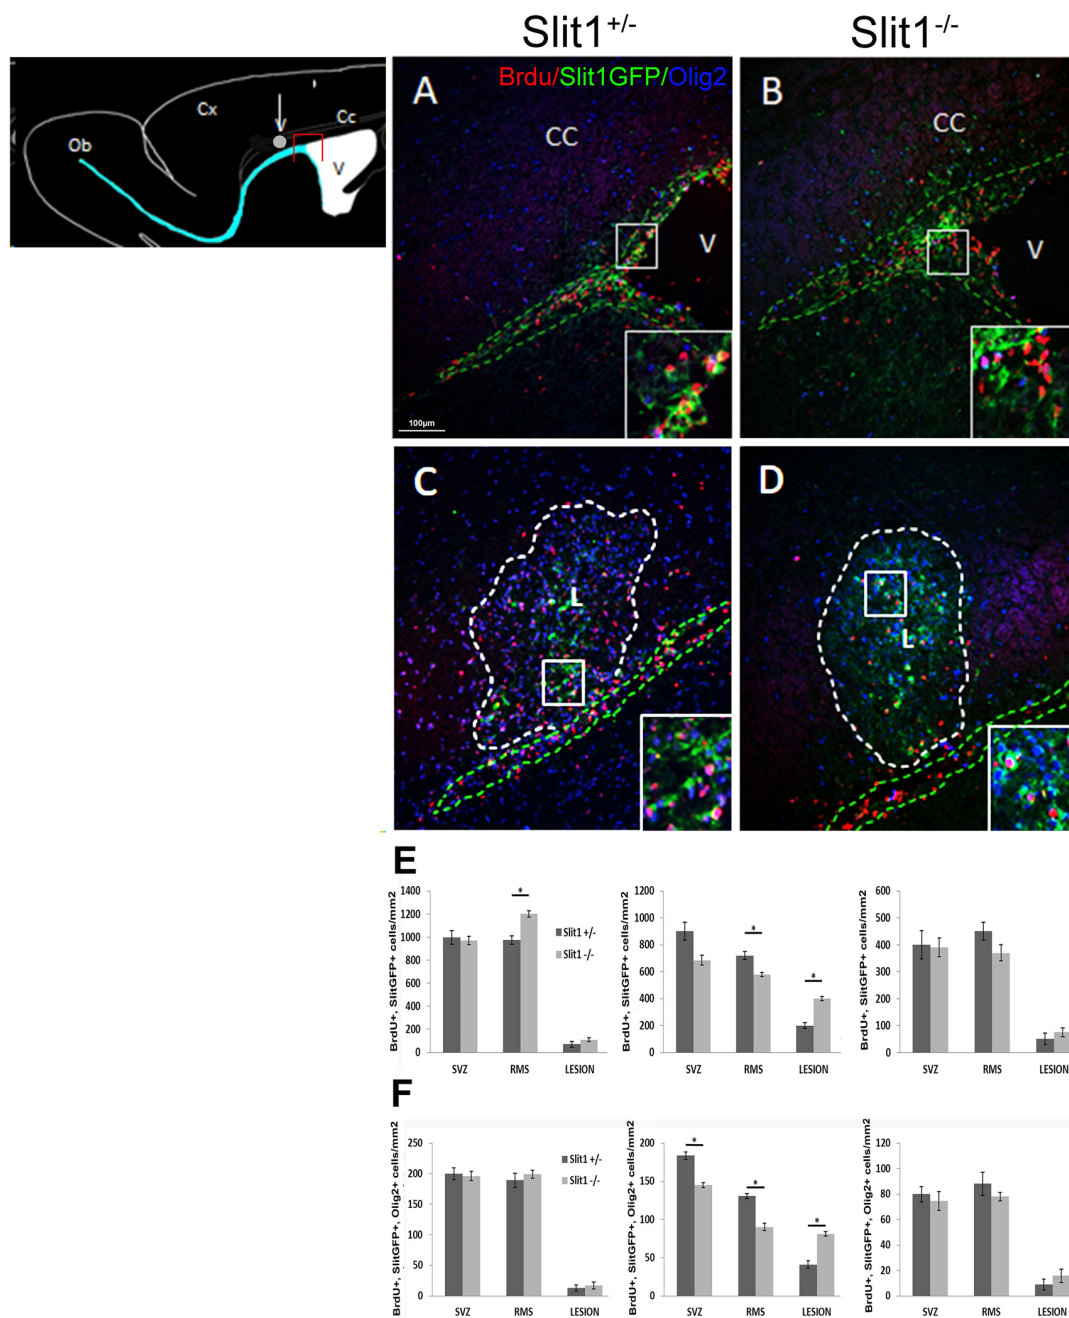 Slit1+/-
Slit1-/-
Cx
Cc
Ob
V
A
Brdu/Slit1GFP/Olig2
CC
V
100µm
B
CC
V
C
L
D
L
E
BrdU+, SlitGFP+ cells/mm2
1400
1200
1000
800
600
400
200
0
*
Slit1 +/-
Slit1 -/-
SVZ
RMS
LESION
BrdU+, SlitGFP+ cells/mm2
1200
1000
800
600
400
200
0
*
*
SVZ
RMS
LESION
BrdU+, SlitGFP+ cells/mm2
600
500
400
300
200
100
0
SVZ
RMS
LESION
F
BrdU+, SlitGFP+, Olig2+ cells/mm2
250
200
150
100
50
0
Slit1 +/-
Slit1 -/-
SVZ
RMS
LESION
BrdU+, SlitGFP+, Olig2+ cells/mm2
200
150
100
50
0
*
*
*
SVZ
RMS
LESION
BrdU+, SlitGFP+, Olig2+ cells/mm2
120
100
80
60
40
20
0
SVZ
RMS
LESION